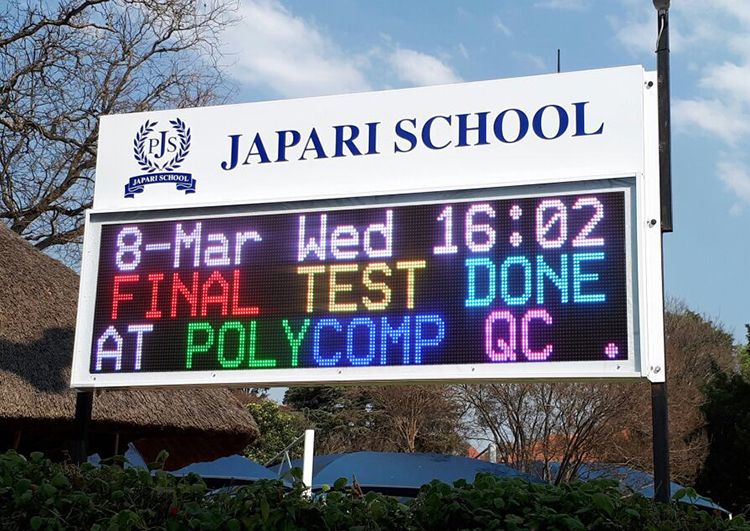 PJS
JAPARI SCHOOL
JAPARI SCHOOL
8-Mar Wed 16:02
FINAL TEST DONE
AT POLYCOMP QC .